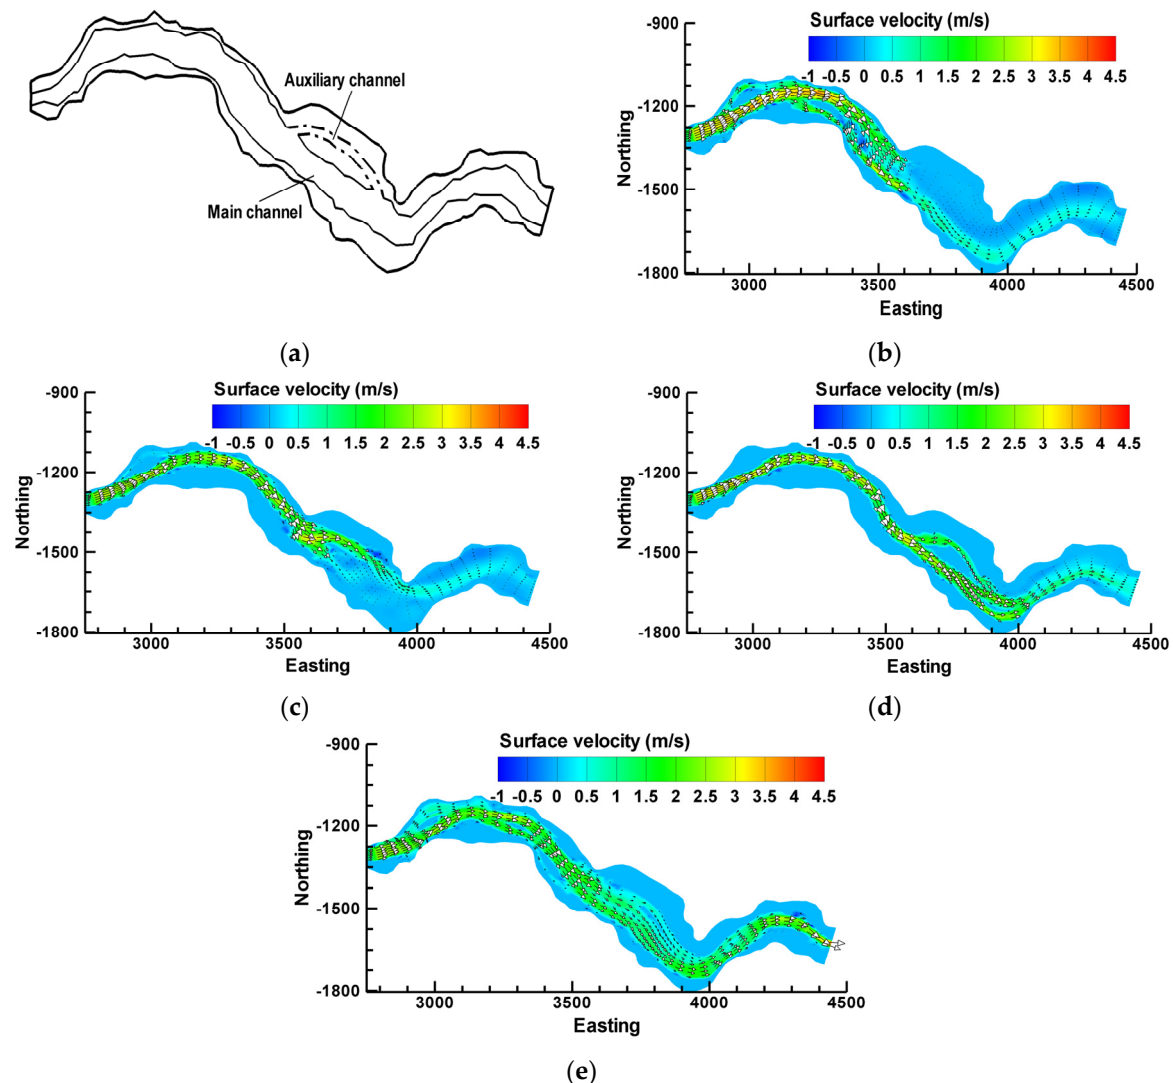 Auxiliary channel
Main channel
(a)
Surface velocity (m/s)
-1 -0.5 0 0.5 1 1.5 2 2.5 3 3.5 4 4.5
-900
-1200
-1500
-1800
Northing
3000 3500 4000 4500
Easting
(b)
Surface velocity (m/s)
-1 -0.5 0 0.5 1 1.5 2 2.5 3 3.5 4 4.5
-900
-1200
-1500
-1800
Northing
3000 3500 4000 4500
Easting
(c)
Surface velocity (m/s)
-1 -0.5 0 0.5 1 1.5 2 2.5 3 3.5 4 4.5
-900
-1200
-1500
-1800
Northing
3000 3500 4000 4500
Easting
(d)
Surface velocity (m/s)
-1 -0.5 0 0.5 1 1.5 2 2.5 3 3.5 4 4.5
-900
-1200
-1500
-1800
Northing
3000 3500 4000 4500
Easting
(e)